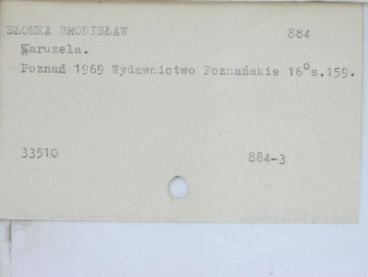 SŁOMKA BRONISŁAW 884
Karuzela.
Poznań 1969 Wydawnictwo Poznańskie 16° s.159.
33510 884-3